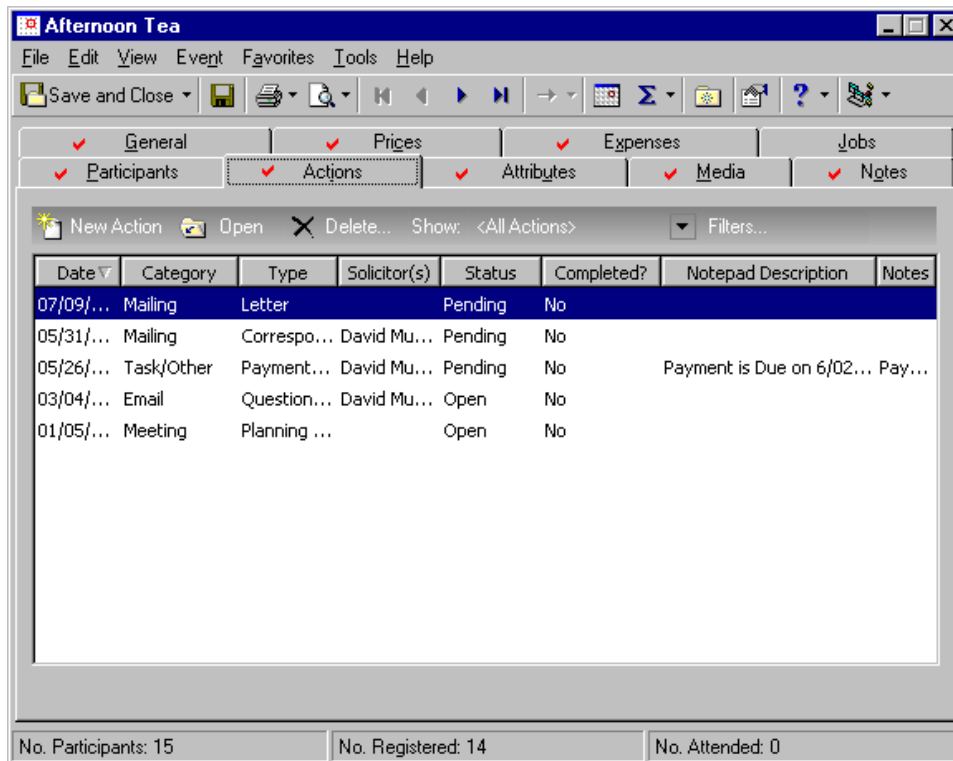 Afternoon Tea
File Edit View Event Favorites Tools Help
Save and Close
General Prices Expenses Jobs
Participants Actions Attributes Media Notes
New Action Open Delete... Show: <All Actions> Filters...
Date Category Type Solicitor(s) Status Completed? Notepad Description Notes
07/09/... Mailing Letter Pending No
05/31/... Mailing Correspo... David Mu... Pending No
05/26/... Task/Other Payment... David Mu... Pending No Payment is Due on 6/02... Pay...
03/04/... Email Question... David Mu... Open No
01/05/... Meeting Planning ... Open No
No. Participants: 15 No. Registered: 14 No. Attended: 0